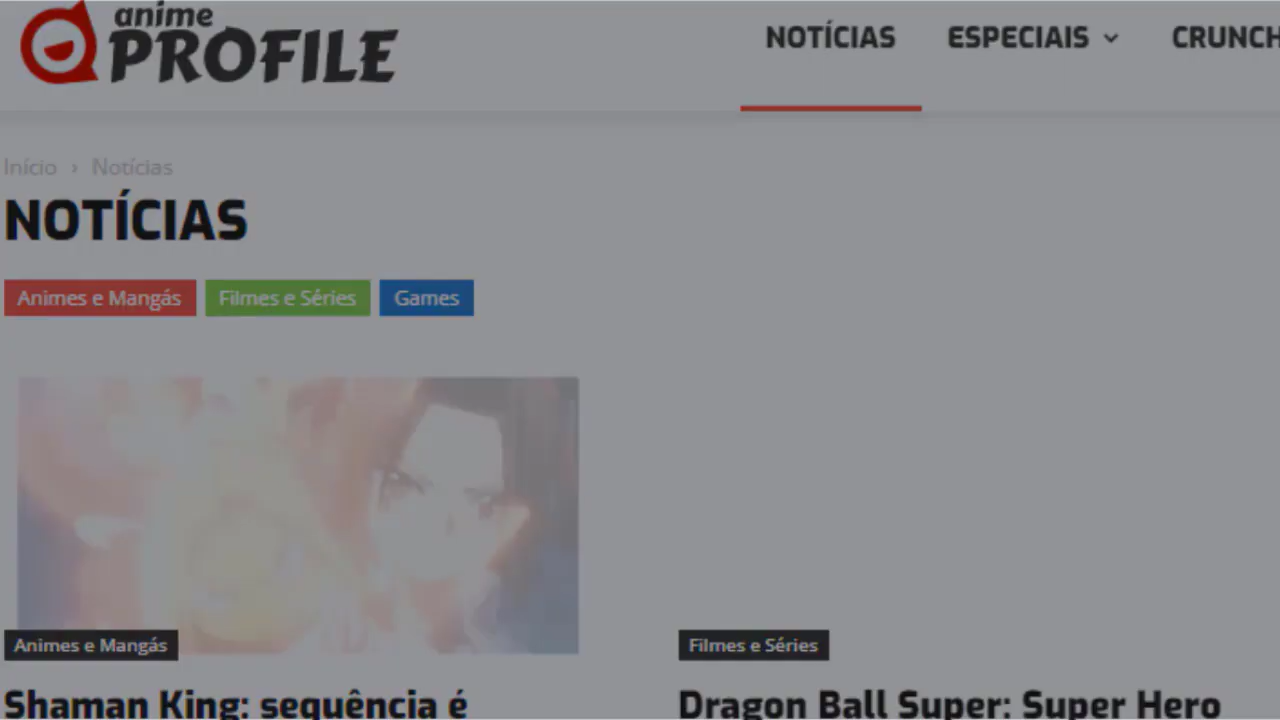 anime
PROFILE
NOTÍCIAS ESPECIAIS CRUNCH
Início › Notícias
NOTÍCIAS
Animes e Mangás Filmes e Séries Games
Animes e Mangás Filmes e Séries
Shaman King: sequência é Dragon Ball Super: Super Hero